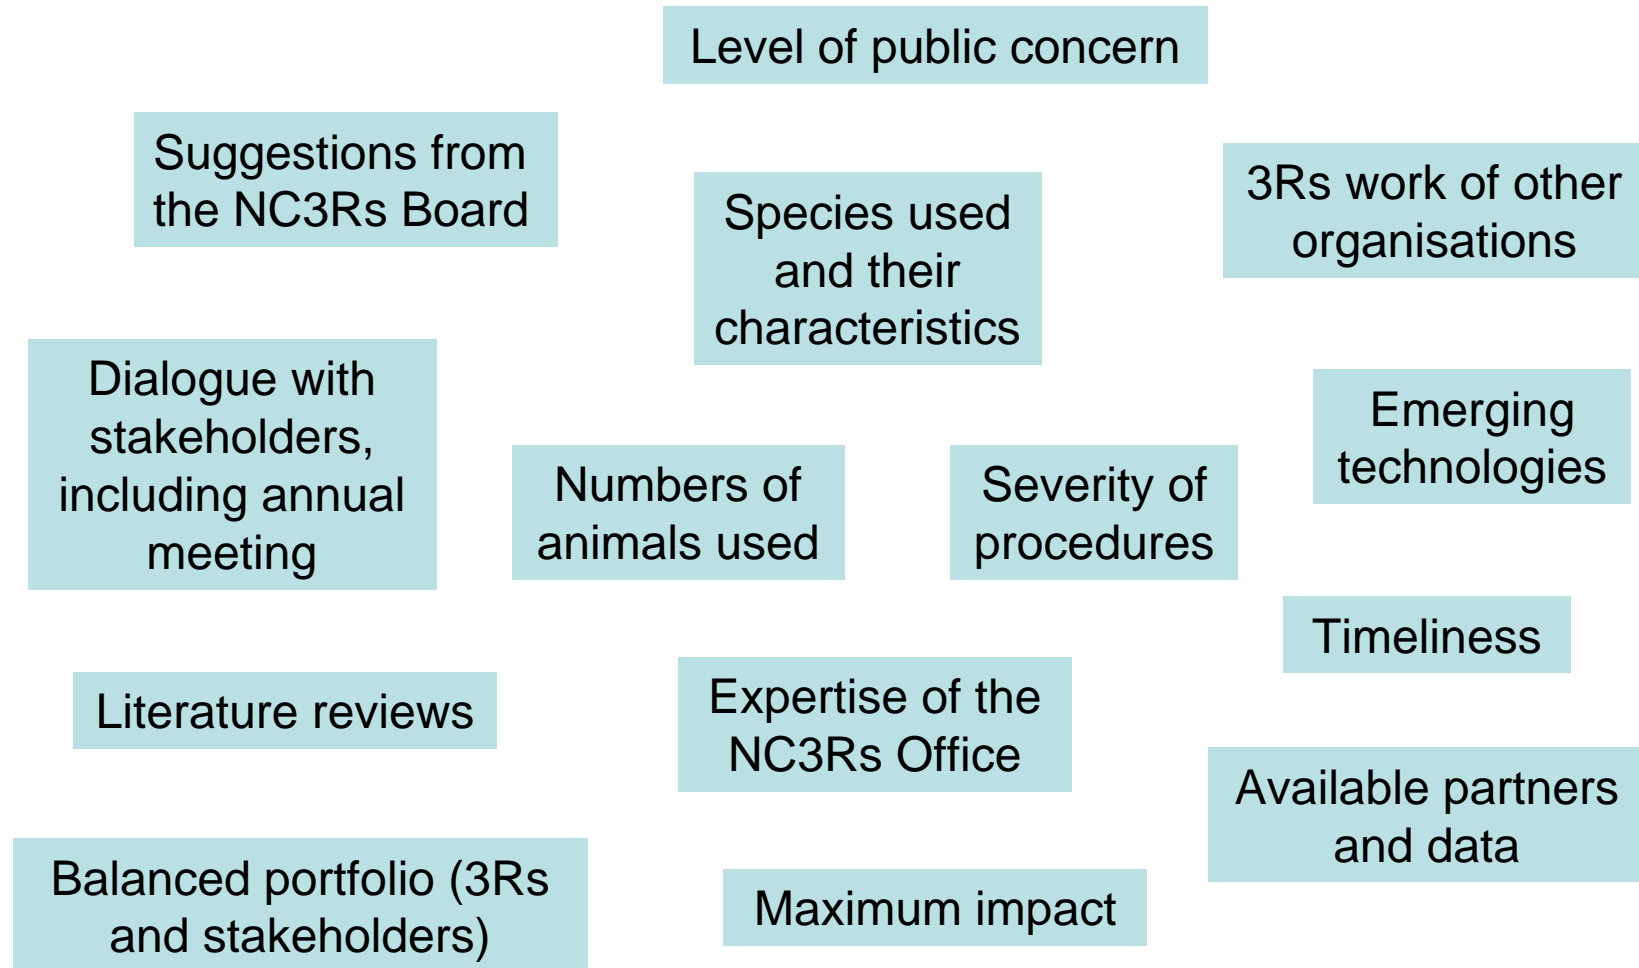 Level of public concern
Suggestions from
the NC3Rs Board
Species used
and their
characteristics
3Rs work of other
organisations
Dialogue with
stakeholders,
including annual
meeting
Numbers of
animals used
Severity of
procedures
Emerging
technologies
Timeliness
Literature reviews
Expertise of the
NC3Rs Office
Available partners
and data
Balanced portfolio (3Rs
and stakeholders)
Maximum impact